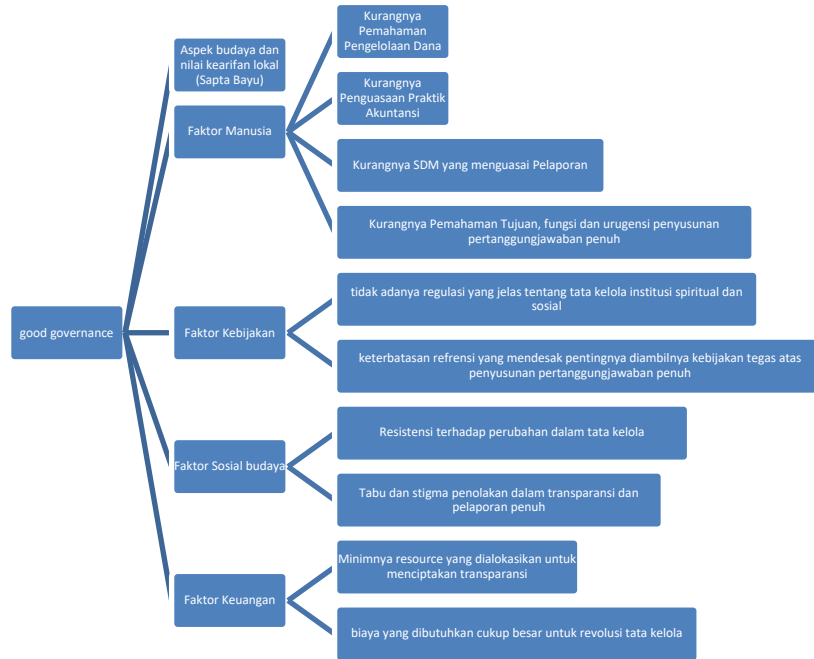 good governance
Aspek budaya dan
nilai kearifan lokal
(Sapta Bayu)
Faktor Manusia
Kurangnya
Pemahaman
Pengelolaan Dana
Kurangnya
Penguasaan Praktik
Akuntansi
Kurangnya SDM yang menguasai Pelaporan
Kurangnya Pemahaman Tujuan, fungsi dan urugensi penyusunan
pertanggungjawaban penuh
Faktor Kebijakan
tidak adanya regulasi yang jelas tentang tata kelola institusi spiritual dan
sosial
keterbatasan refrensi yang mendesak pentingnya diambilnya kebijakan tegas atas
penyusunan pertanggungjawaban penuh
Faktor Sosial budaya
Resistensi terhadap perubahan dalam tata kelola
Tabu dan stigma penolakan dalam transparansi dan
pelaporan penuh
Faktor Keuangan
Minimnya resource yang dialokasikan untuk
menciptakan transparansi
biaya yang dibutuhkan cukup besar untuk revolusi tata kelola